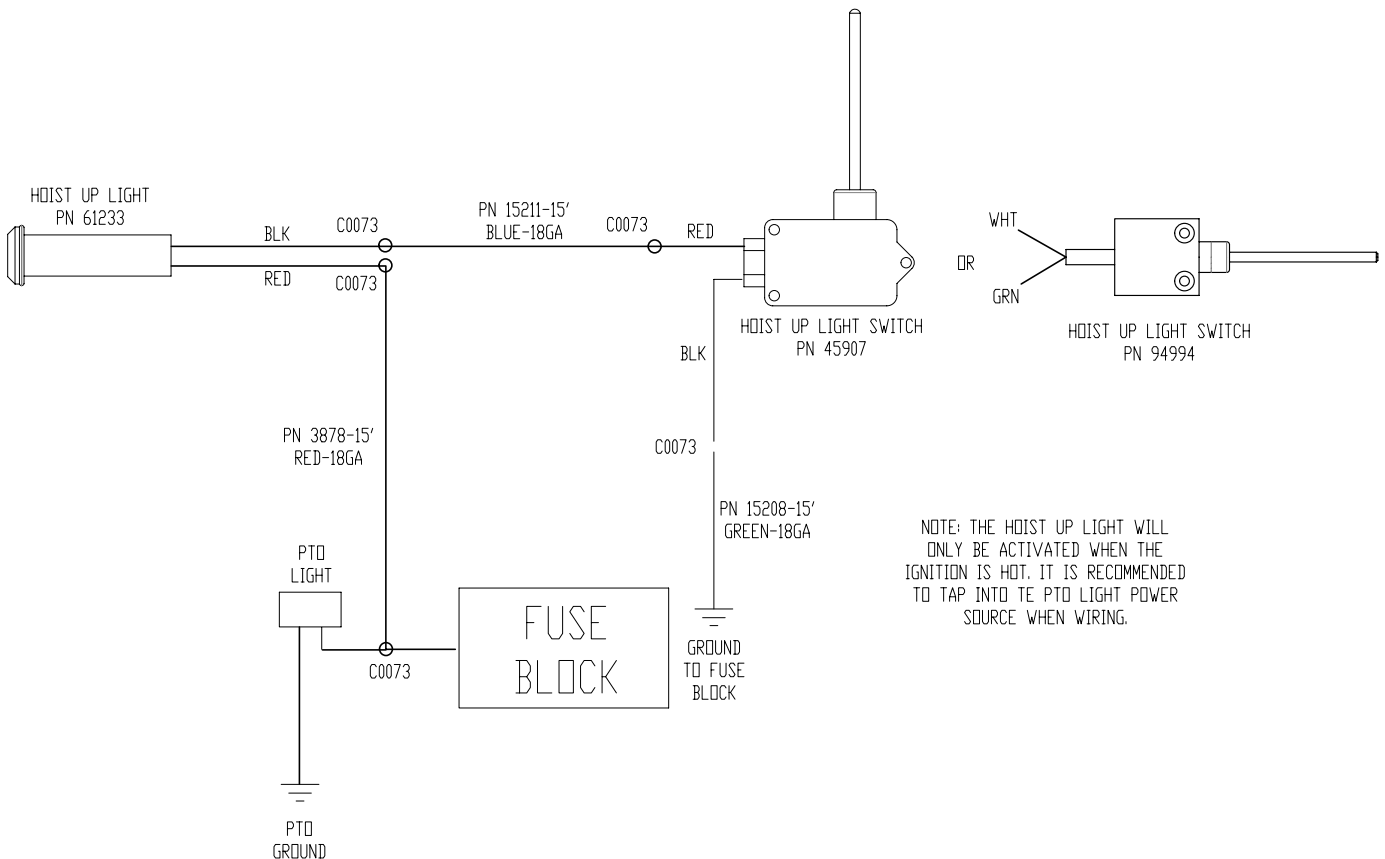 HOIST UP LIGHT
PN 61233
BLK
RED
C0073
C0073
PN 15211-15'
BLUE-18GA
C0073
RED
HOIST UP LIGHT SWITCH
PN 45907
OR
WHT
GRN
HOIST UP LIGHT SWITCH
PN 94994
BLK
C0073
PN 3878-15'
RED-18GA
PN 15208-15'
GREEN-18GA
PTO
LIGHT
C0073
FUSE
BLOCK
GROUND
TO FUSE
BLOCK
NOTE: THE HOIST UP LIGHT WILL
ONLY BE ACTIVATED WHEN THE
IGNITION IS HOT. IT IS RECOMMENDED
TO TAP INTO TE PTO LIGHT POWER
SOURCE WHEN WIRING.
PTO
GROUND